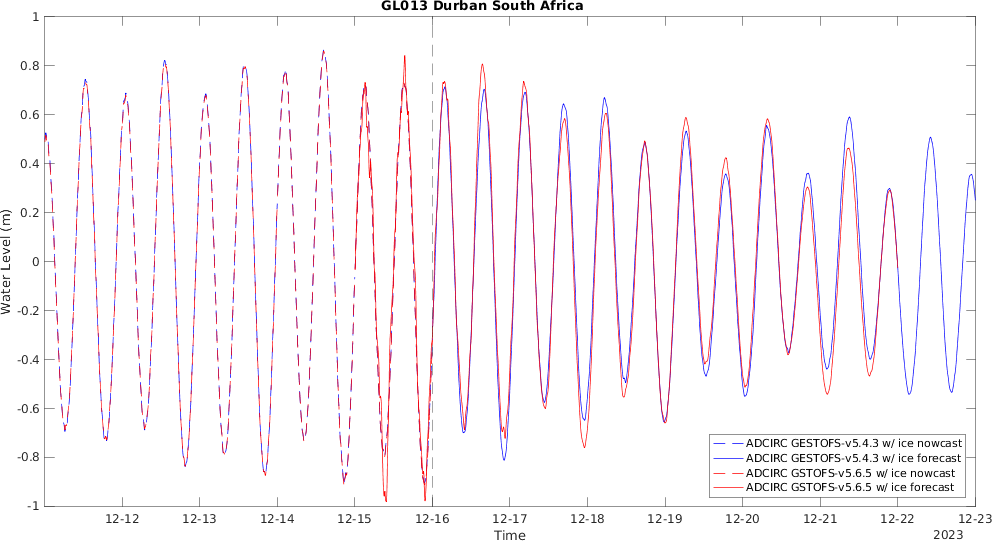 GL013 Durban South Africa
Water Level (m)
1
0.8
0.6
0.4
0.2
0
-0.2
-0.4
-0.6
-0.8
-1
ADCIRC GESTOFS-v5.4.3 w/ ice nowcast
ADCIRC GESTOFS-v5.4.3 w/ ice forecast
ADCIRC GSTOFS-v5.6.5 w/ ice nowcast
ADCIRC GSTOFS-v5.6.5 w/ ice forecast
12-12 12-13 12-14 12-15 12-16 12-17 12-18 12-19 12-20 12-21 12-22 12-23
Time
2023